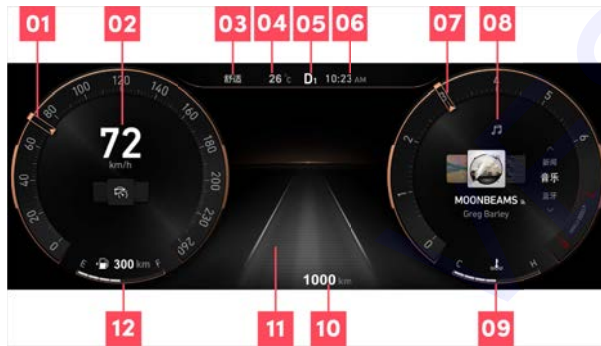 01 02 03 04 05 06 07 08
舒适 26 °C D1 10:23 AM
0 20 40 60 80 100 120 140 160 180 200 230 260
72
km/h
E 300 km F
1000 km
0 1 2 3 4 5 6
新闻
音乐
蓝牙
MOONBEAMS
Greg Barley
C H
12 11 10 09